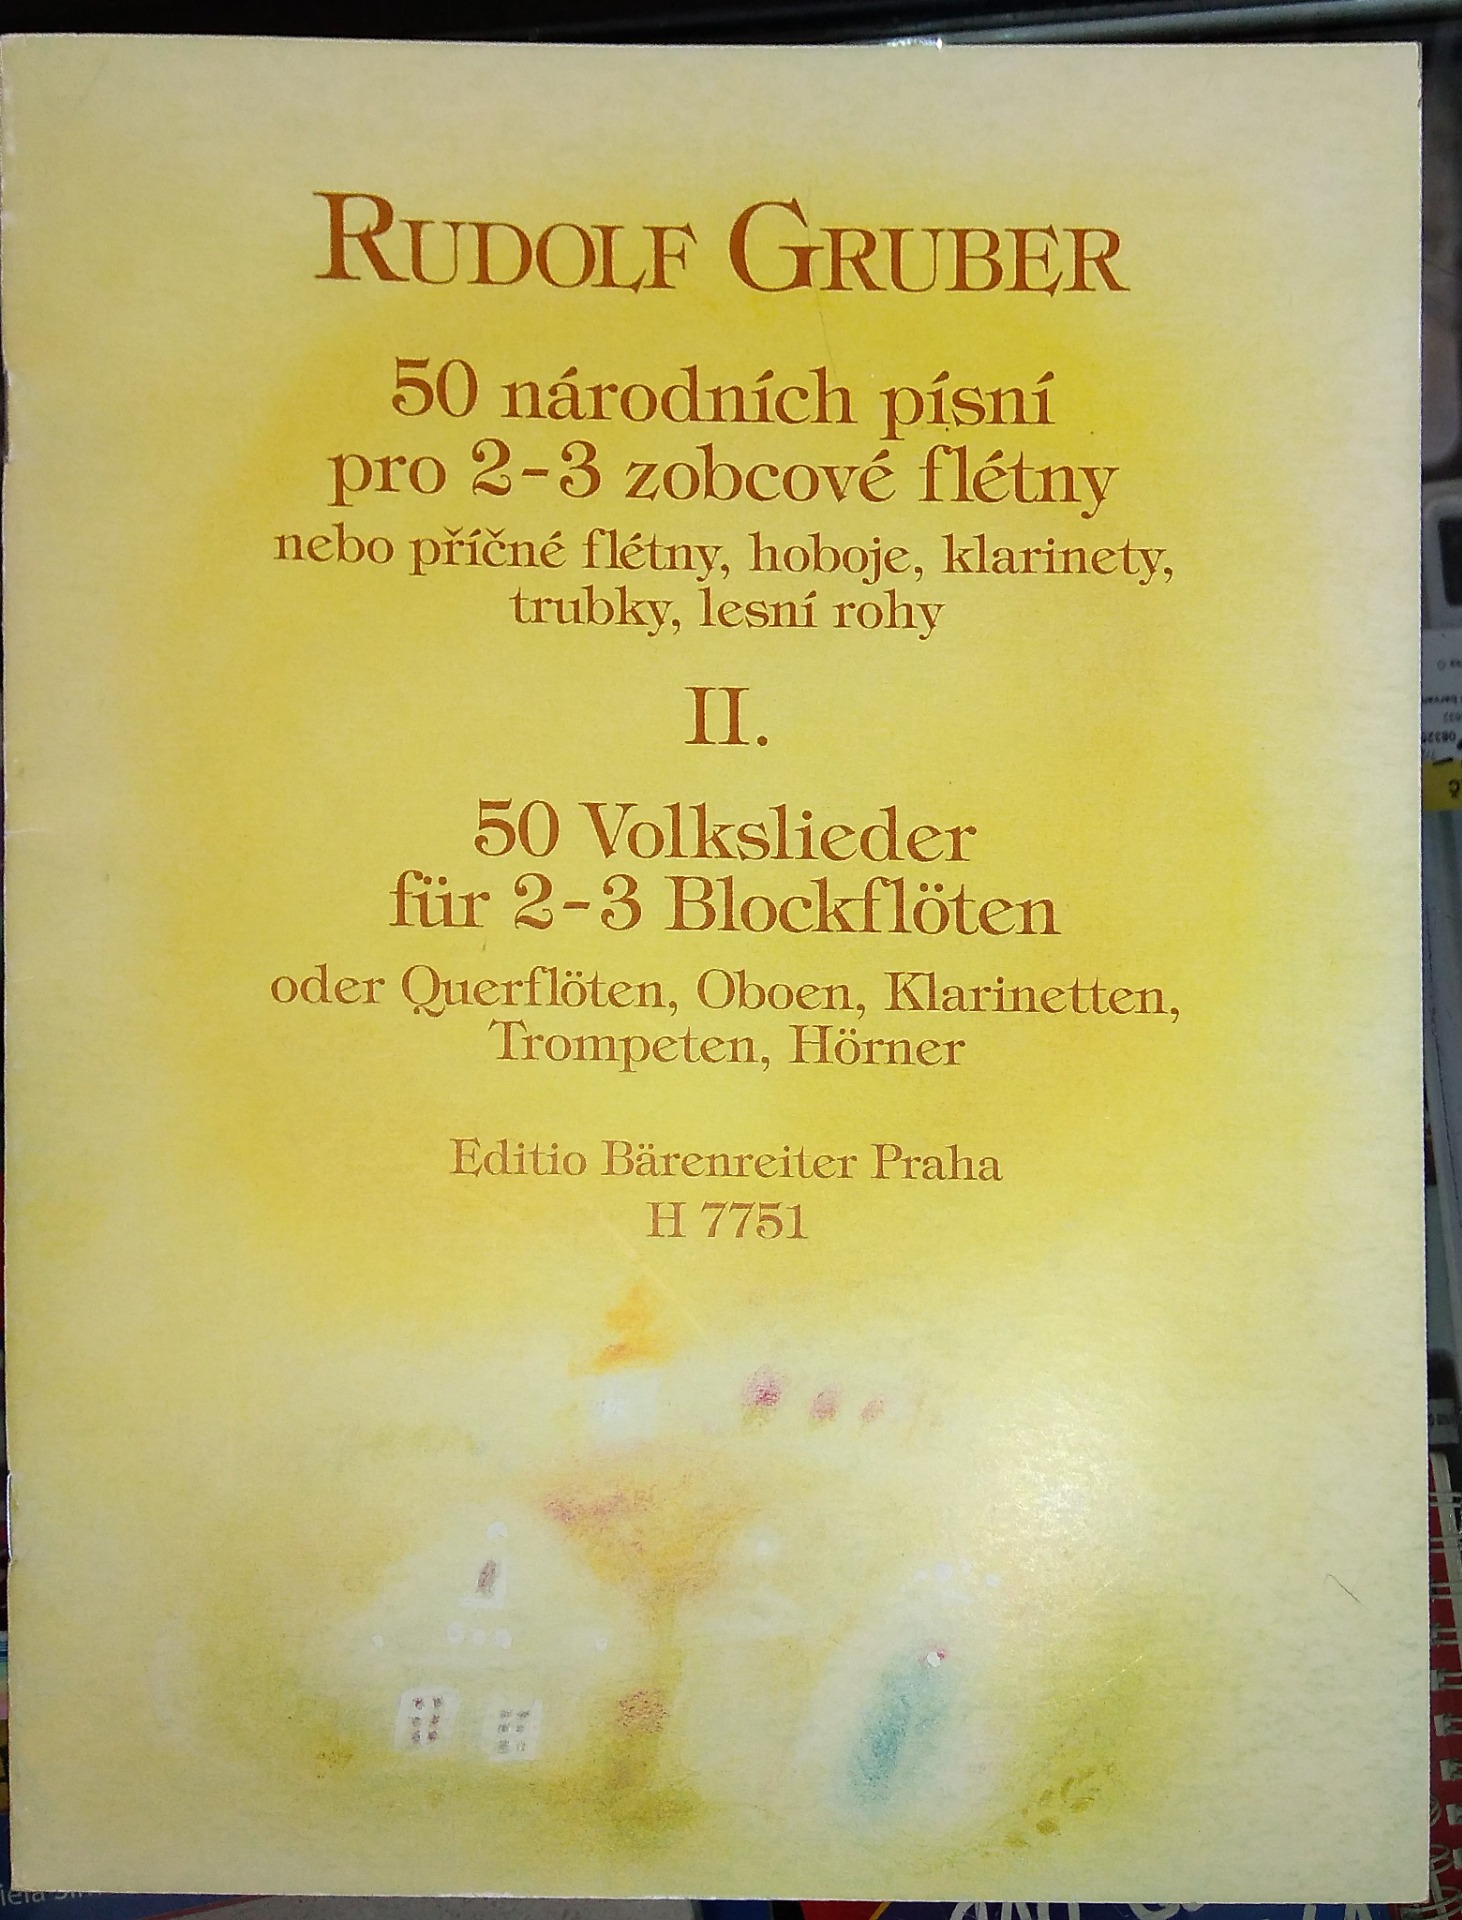 RUDOLF GRUBER
50 národních písní
pro 2-3 zobcové flétny
nebo příčné flétny, hoboje, klarinety,
trubky, lesní rohy
II.
50 Volkslieder
für 2-3 Blockflöten
oder Querflöten, Oboen, Klarinetten,
Trompeten, Hörner
Editio Bärenreiter Praha
H 7751